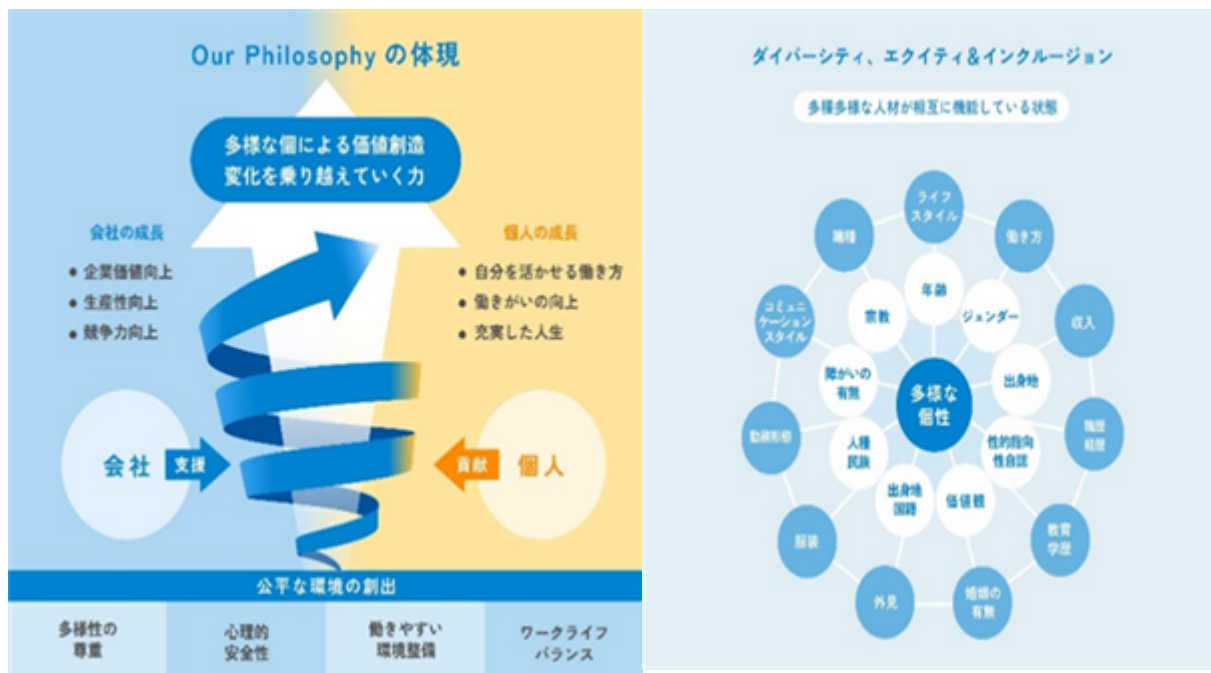 Our Philosophy の体現
多様な個による価値創造
変化を乗り越えていく力
会社の成長
● 企業価値向上
● 生産性向上
● 競争力向上
個人の成長
● 自分を活かせる働き方
● 働きがいの向上
● 充実した人生
会社
支援
貢献
個人
公平な環境の創出
多様性の
尊重
心理的
安全性
働きやすい
環境整備
ワークライフ
バランス
ダイバーシティ、エクイティ＆インクルージョン
多種多様な人材が相互に機能している状態
ライフ
スタイル
働き方
収入
職歴
経歴
教育
学歴
婚姻の
有無
外見
服装
勤務形態
コミュニ
ケーション
スタイル
職種
年齢
ジェンダー
出身地
性的指向
性自認
価値観
出身地
国籍
人種
民族
障がいの
有無
宗教
多様な
個性